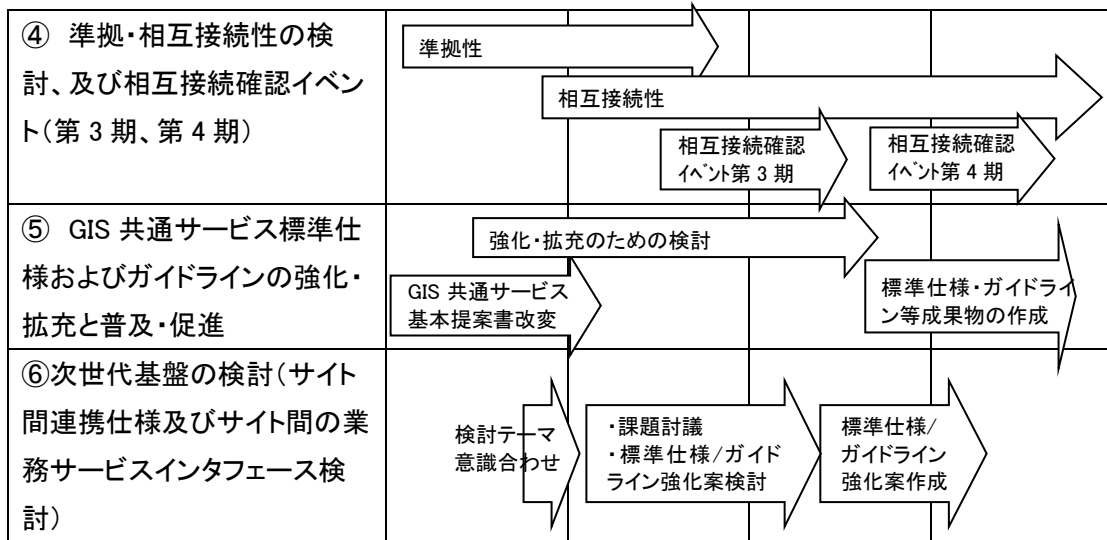 ④ 準拠・相互接続性の検
討、及び相互接続確認イベン
ト（第 3 期、第 4 期）
準拠性
相互接続性
相互接続確認
ｲﾍﾞﾝﾄ第 3 期
相互接続確認
ｲﾍﾞﾝﾄ第 4 期
⑤ GIS 共通サービス標準仕
様およびガイドラインの強化・
拡充と普及・促進
強化・拡充のための検討
GIS 共通サービス
基本提案書改変
標準仕様・ガイドライ
ン等成果物の作成
⑥次世代基盤の検討（サイト
間連携仕様及びサイト間の業
務サービスインタフェース検
討）
検討テーマ
意識合わせ
・課題討議
・標準仕様/ガイド
ライン強化案検討
標準仕様/
ガイドライン
強化案作成